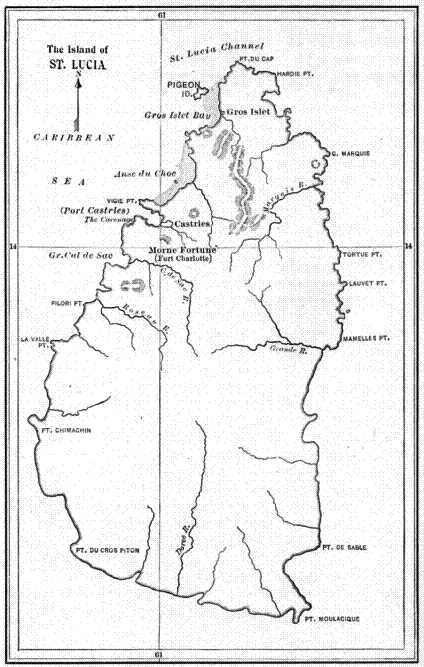 61
The Island of
ST. LUCIA
N
CARIBBEAN
SEA
St. Lucia Channel
PT. DU CAP
HARDIE PT.
PIGEON
ID.
Gros Islet Bay
Gros Islet
G. MARQUIS
Anse du Choc
Marquis R.
VIGIE PT.
(Port Castries)
The Carenage
Castries
14
14
Morne Fortune
(Fort Charlotte)
Gr. Cul de Sac
C. de Sac R.
TORTUE PT.
LAUVET PT.
PILORI PT.
Roseau R.
LA VALLE
PT.
Grande R.
MAMELLES PT.
PT. CHIMACHIN
Doree R.
PT. DU GROS PITON
PT. DE SABLE
PT. MOULACIQUE
61